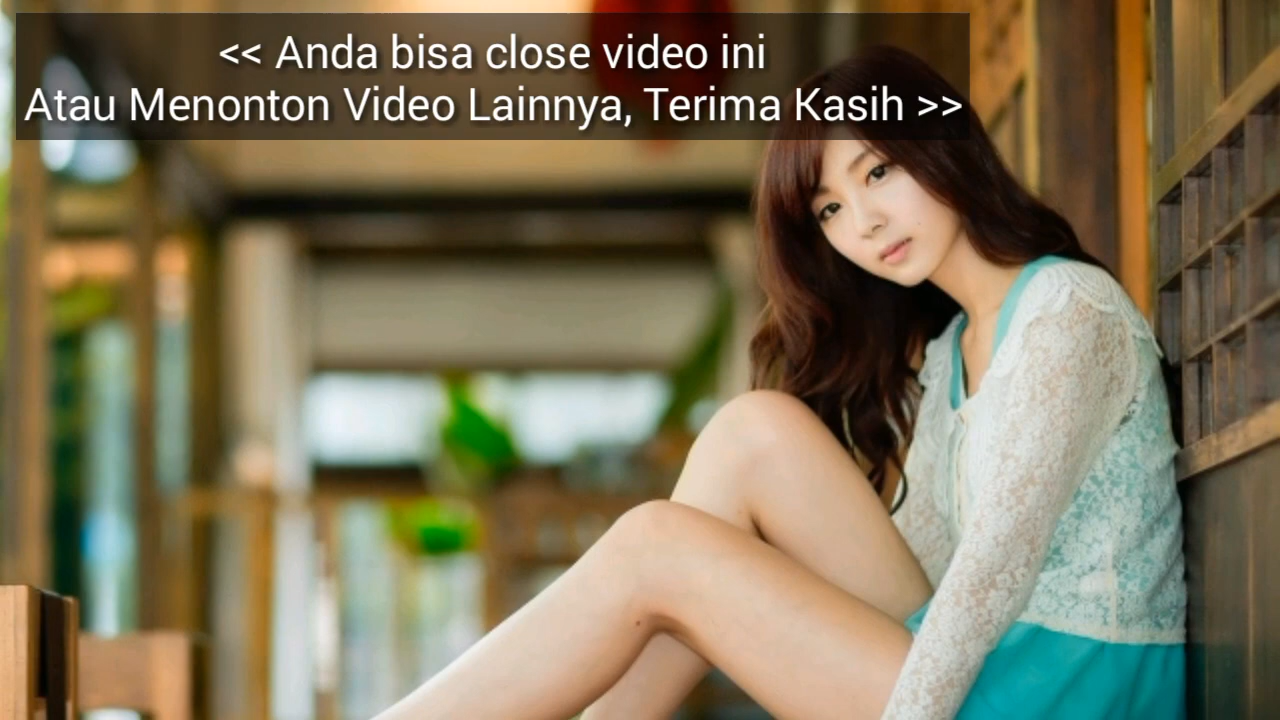 << Anda bisa close video ini
Atau Menonton Video Lainnya, Terima Kasih >>